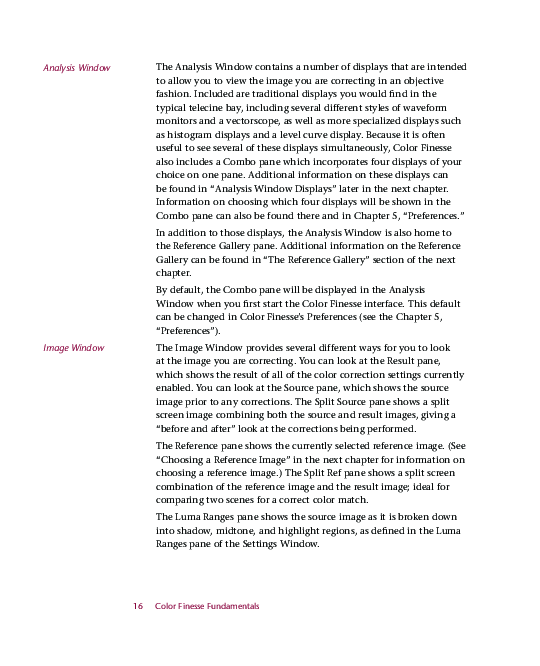 Analysis Window
The Analysis Window contains a number of displays that are intended
to allow you to view the image you are correcting in an objective
fashion. Included are traditional displays you would find in the
typical telecine bay, including several different styles of waveform
monitors and a vectorscope, as well as more specialized displays such
as histogram displays and a level curve display. Because it is often
useful to see several of these displays simultaneously, Color Finesse
also includes a Combo pane which incorporates four displays of your
choice on one pane. Additional information on these displays can
be found in “Analysis Window Displays” later in the next chapter.
Information on choosing which four displays will be shown in the
Combo pane can also be found there and in Chapter 5, “Preferences.”
In addition to those displays, the Analysis Window is also home to
the Reference Gallery pane. Additional information on the Reference
Gallery can be found in “The Reference Gallery” section of the next
chapter.
By default, the Combo pane will be displayed in the Analysis
Window when you first start the Color Finesse interface. This default
can be changed in Color Finesse’s Preferences (see the Chapter 5,
“Preferences”).
Image Window
The Image Window provides several different ways for you to look
at the image you are correcting. You can look at the Result pane,
which shows the result of all of the color correction settings currently
enabled. You can look at the Source pane, which shows the source
image prior to any corrections. The Split Source pane shows a split
screen image combining both the source and result images, giving a
“before and after” look at the corrections being performed.
The Reference pane shows the currently selected reference image. (See
“Choosing a Reference Image” in the next chapter for information on
choosing a reference image.) The Split Ref pane shows a split screen
combination of the reference image and the result image; ideal for
comparing two scenes for a correct color match.
The Luma Ranges pane shows the source image as it is broken down
into shadow, midtone, and highlight regions, as defined in the Luma
Ranges pane of the Settings Window.
16 Color Finesse Fundamentals